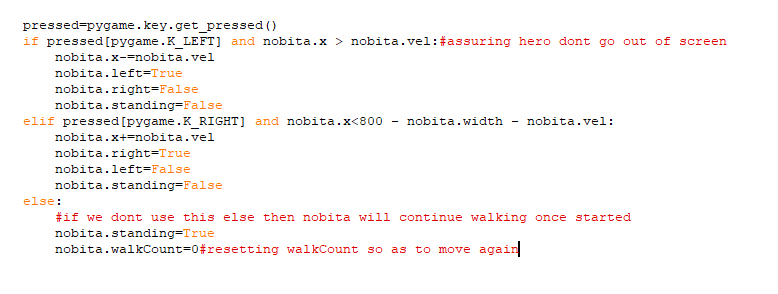 pressed=pygame.key.get_pressed()
if pressed[pygame.K_LEFT] and nobita.x > nobita.vel:#assuring hero dont go out of screen
    nobita.x-=nobita.vel
    nobita.left=True
    nobita.right=False
    nobita.standing=False
elif pressed[pygame.K_RIGHT] and nobita.x<800 - nobita.width - nobita.vel:
    nobita.x+=nobita.vel
    nobita.right=True
    nobita.left=False
    nobita.standing=False
else:
    #if we dont use this else then nobita will continue walking once started
    nobita.standing=True
    nobita.walkCount=0#resetting walkCount so as to move again